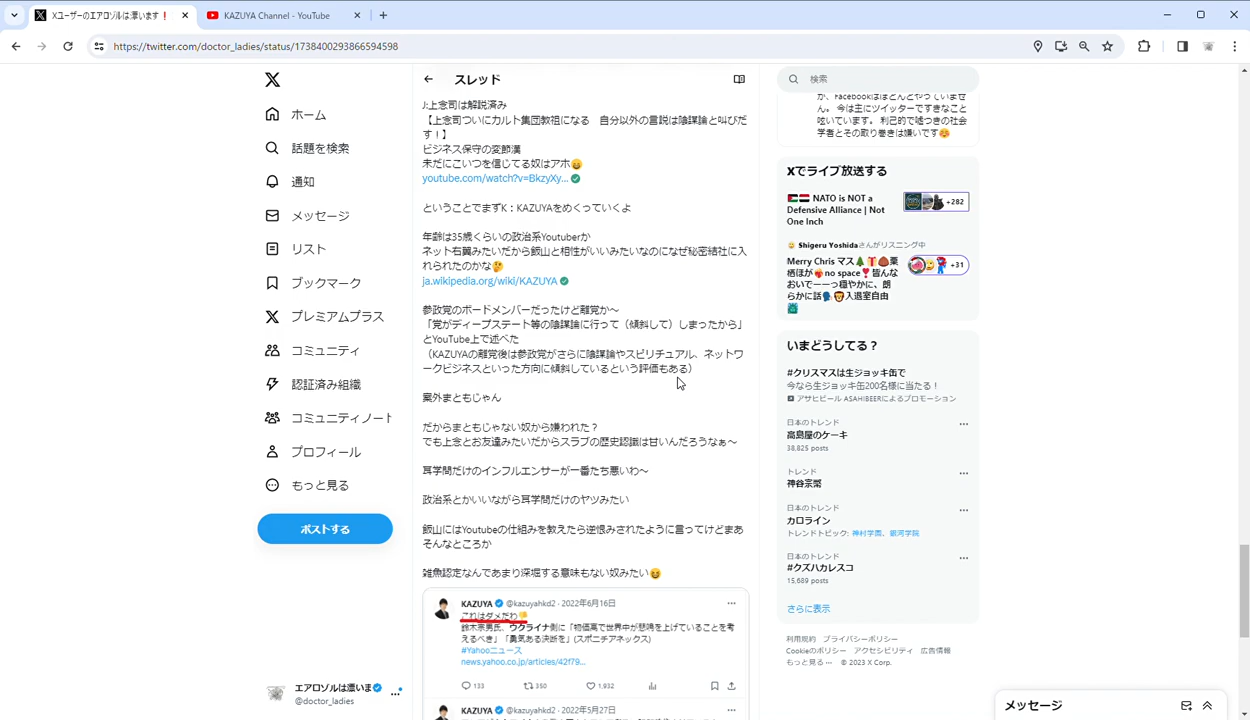 Xユーザーのエアロゾルは漂います❗
KAZUYA Channel - YouTube
https://twitter.com/doctor_ladies/status/1738400293866594598
ホーム
話題を検索
通知
メッセージ
リスト
ブックマーク
プレミアムプラス
コミュニティ
認証済み組織
コミュニティノート
プロフィール
もっと見る
ポストする
エアロゾルは漂いま
@doctor_ladies
スレッド
J:上念司は解説済み
【上念司ついにカルト集団教祖になる　自分以外の言説は陰謀論と叫びだ
す！】
ビジネス保守の変節漢
未だにこいつを信じてる奴はアホ😆
youtube.com/watch?v=BkzyXy...
ということでまずK：KAZUYAをめくっていくよ
年齢は35歳くらいの政治系Youtuberか
ネット右翼みたいだから飯山と相性がいいみたいなのになぜ秘密結社に入
れられたのかな🤔
ja.wikipedia.org/wiki/KAZUYA
参政党のボードメンバーだったけど離党か〜
「党がディープステート等の陰謀論に行って（傾斜して）しまったから」
とYouTube上で述べた
（KAZUYAの離党後は参政党がさらに陰謀論やスピリチュアル、ネットワ
ークビジネスといった方向に傾斜しているという評価もある）
案外まともじゃん
だからまともじゃない奴から嫌われた？
でも上念とお友達みたいだからスラブの歴史認識は甘いんだろうなぁ〜
耳学問だけのインフルエンサーが一番たち悪いわ〜
政治系とかいいながら耳学問だけのヤツみたい
飯山にはYoutubeの仕組みを教えたら逆恨みされたように言ってけどまあ
そんなところか
雑魚認定なんであまり深堀する意味もない奴みたい😆
KAZUYA @kazuyahkd2 · 2022年6月16日
これはダメだわ👎
鈴木宗男氏、ウクライナ側に「物価高で世界中が悲鳴を上げていることを考
えるべき」「勇気ある決断を」(スポニチアネックス)
#Yahooニュース
news.yahoo.co.jp/articles/42f79...
133 350 1,932
KAZUYA @kazuyahkd2 · 2022年5月27日
検索
か、Facebookはほとんどやっていませ
ん。 今は主にツイッターですきなこと
呟いています。 利己的で嘘つきの社会
学者とその取り巻きは嫌いです
Xでライブ放送する
NATO is NOT a
Defensive Alliance | Not
One Inch
+282
Shigeru Yoshidaさんがリスニング中
Merry Chris マス🎄🎁🌰栗
栖ほが❤️‍🔥no space❣️皆んな
おいでーーっ穏やかに、朗
らかに話🗣️🦁入退室自由
+31
いまどうしてる？
#クリスマスは生ジョッキ缶で
今なら生ジョッキ缶200名様に当たる！
アサヒビール ASAHIBEERによるプロモーション
日本のトレンド
高島屋のケーキ
38,825 posts
トレンド
神谷宗幣
日本のトレンド
カロライン
トレンドトピック: 神村学園、銀河学院
日本のトレンド
#クズハカレスコ
15,689 posts
さらに表示
利用規約 プライバシーポリシー
Cookieのポリシー アクセシビリティ 広告情報
もっと見る ··· © 2023 X Corp.
メッセージ